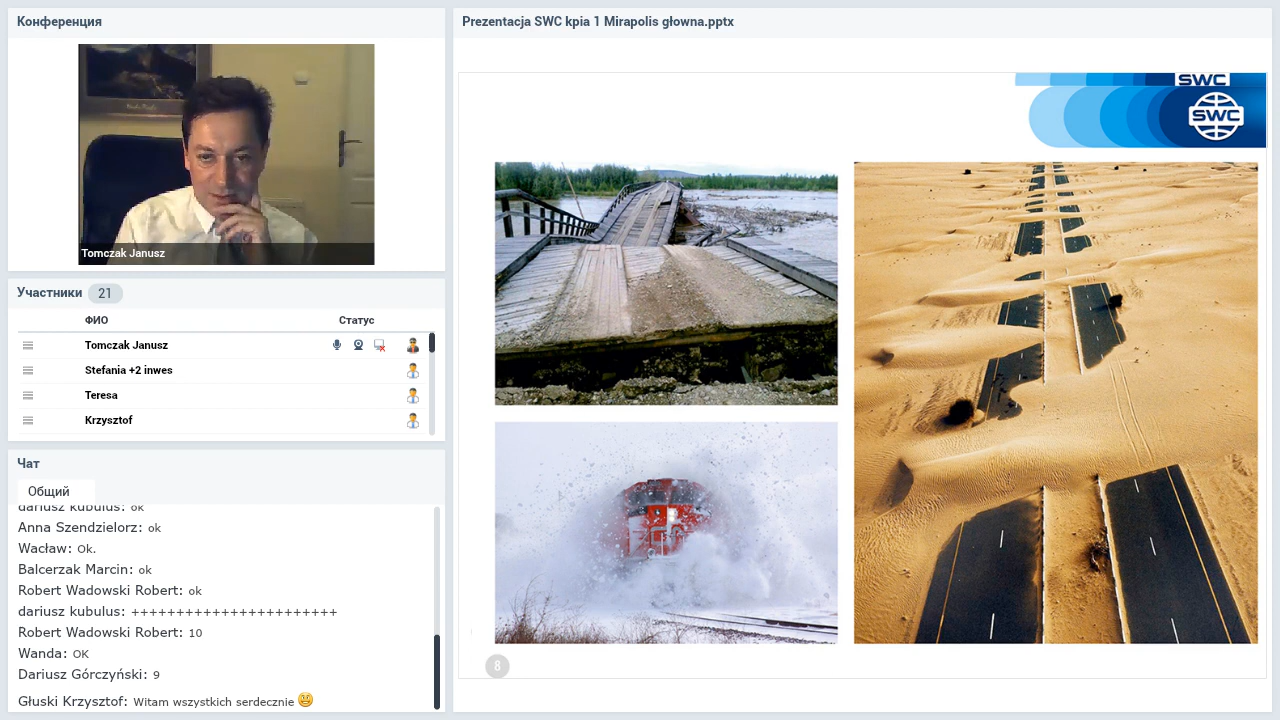 Конференция
Tomczak Janusz
Участники 21
ФИО Статус
Tomczak Janusz
Stefania +2 inwes
Teresa
Krzysztof
Чат
Общий
dariusz kubulus: ok
Anna Szendzielorz: ok
Wacław: Ok.
Balcerzak Marcin: ok
Robert Wadowski Robert: ok
dariusz kubulus: +++++++++++++++++++++++
Robert Wadowski Robert: 10
Wanda: OK
Dariusz Górczyński: 9
Głuski Krzysztof: Witam wszystkich serdecznie
Prezentacja SWC kpia 1 Mirapolis głowna.pptx
SWC
SWC
8